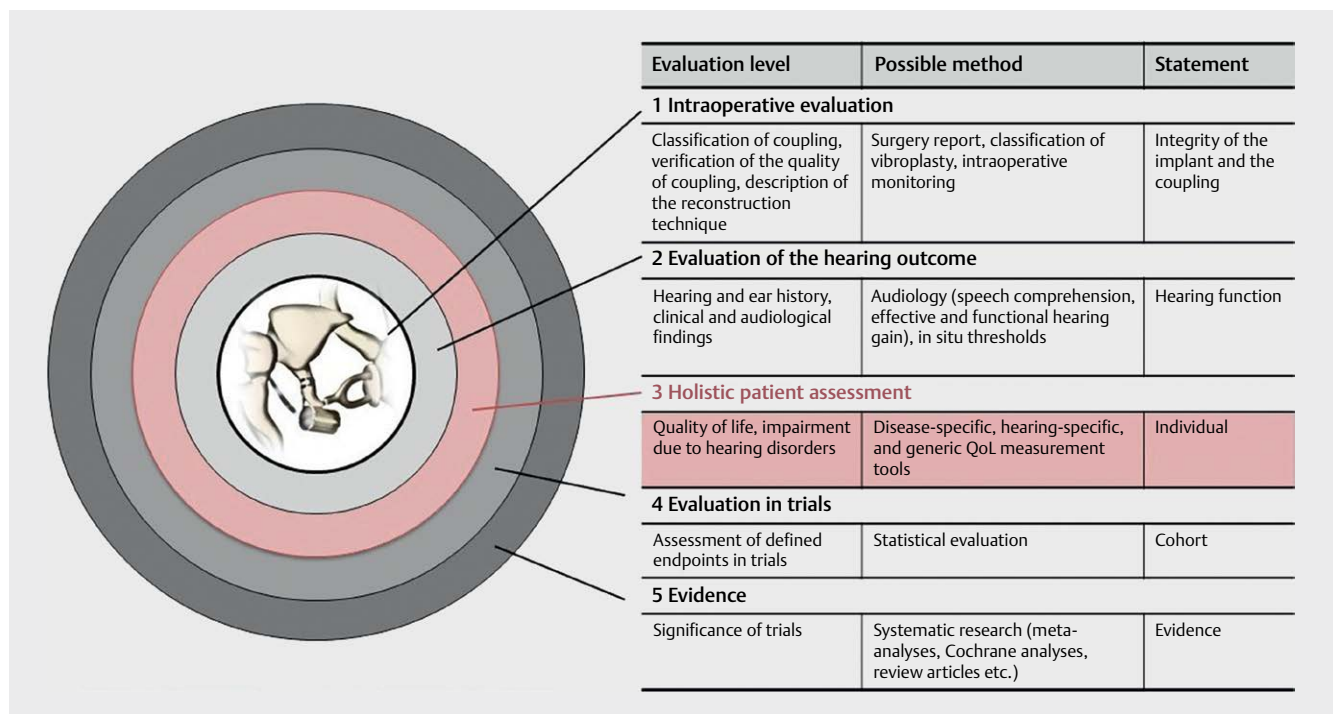 Evaluation level Possible method Statement
1 Intraoperative evaluation
Classification of coupling,
verification of the quality
of coupling, description of
the reconstruction
technique
Surgery report, classification of
vibroplasty, intraoperative
monitoring
Integrity of the
implant and the
coupling
2 Evaluation of the hearing outcome
Hearing and ear history,
clinical and audiological
findings
Audiology (speech comprehension,
effective and functional hearing
gain), in situ thresholds
Hearing function
3 Holistic patient assessment
Quality of life, impairment
due to hearing disorders
Disease-specific, hearing-specific,
and generic QoL measurement
tools
Individual
4 Evaluation in trials
Assessment of defined
endpoints in trials
Statistical evaluation
Cohort
5 Evidence
Significance of trials
Systematic research (meta-
analyses, Cochrane analyses,
review articles etc.)
Evidence